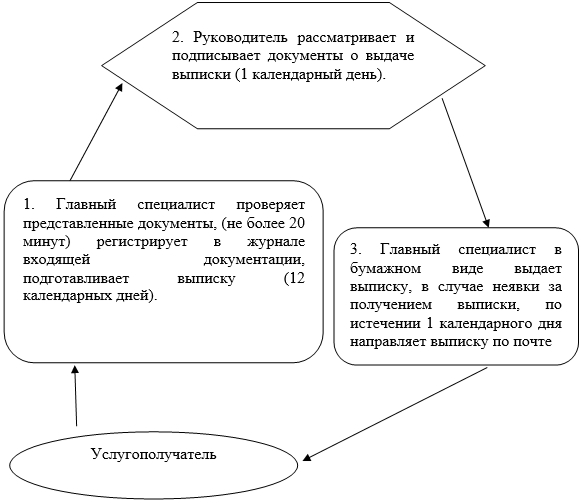 2. Руководитель рассматривает и
подписывает документы о выдаче
выписки (1 календарный день).
1. Главный специалист проверяет
представленные документы, (не более 20
минут) регистрирует в журнале
входящей документации,
подготавливает выписку (12
календарных дней).
3. Главный специалист в
бумажном виде выдает
выписку, в случае неявки за
получением выписки, по
истечении 1 календарного дня
направляет выписку по почте
Услугополучатель